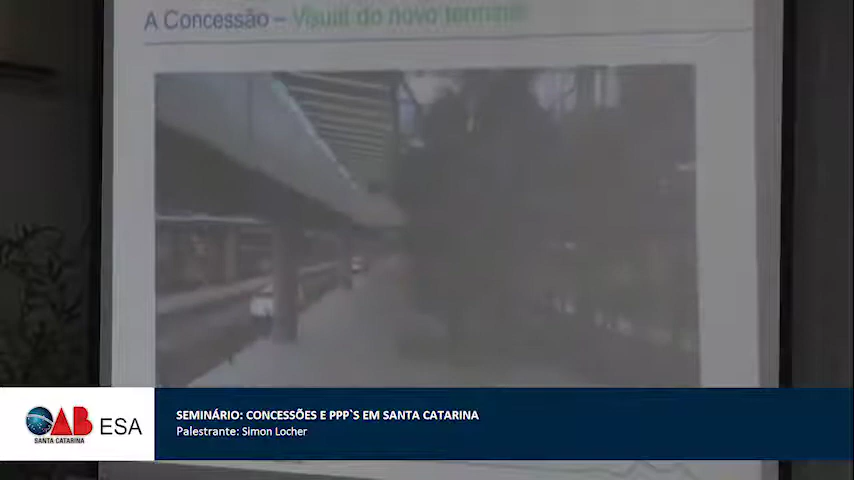 A Concessão – Visual do novo terminal
SEMINÁRIO: CONCESSÕES E PPP`S EM SANTA CATARINA
Palestrante: Simon Locher
OAB ESA
SANTA CATARINA